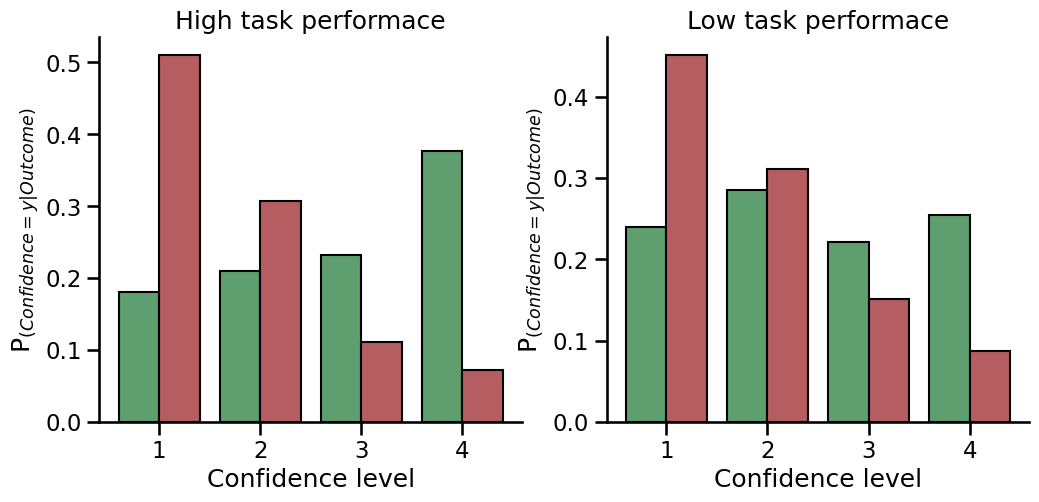 High task performace
P(Confidence = y|Outcome)
0.5
0.4
0.3
0.2
0.1
0.0
1 2 3 4
Confidence level
Low task performace
P(Confidence = y|Outcome)
0.4
0.3
0.2
0.1
0.0
1 2 3 4
Confidence level